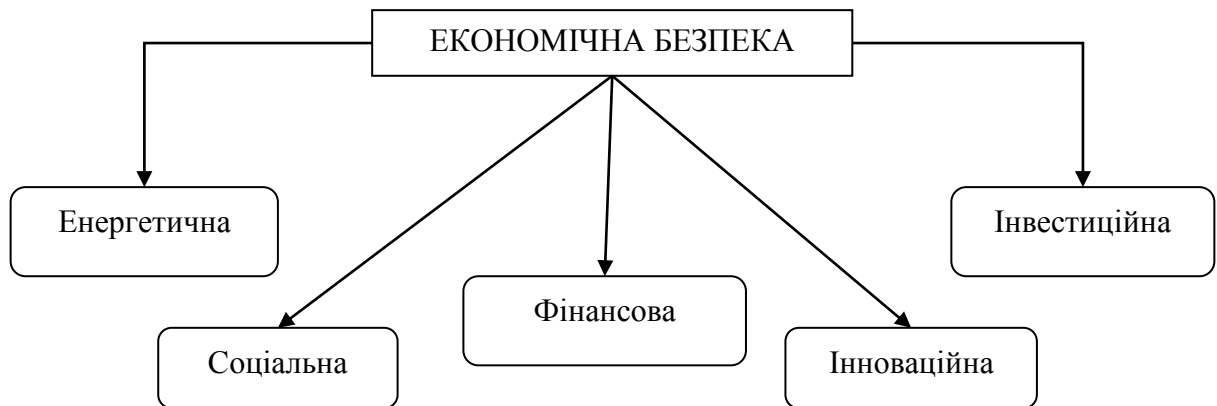 ЕКОНОМІЧНА БЕЗПЕКА
Енергетична
Інвестиційна
Фінансова
Соціальна
Інноваційна